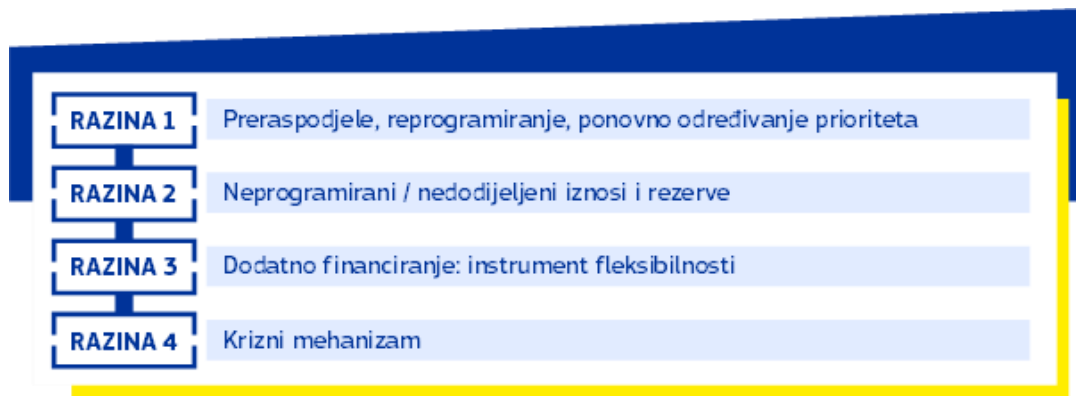 RAZINA 1 Preraspodjele, reprogramiranje, ponovno određivanje prioriteta
RAZINA 2 Neprogramirani / nedodijeljeni iznosi i rezerve
RAZINA 3 Dodatno financiranje: instrument fleksibilnosti
RAZINA 4 Krizni mehanizam